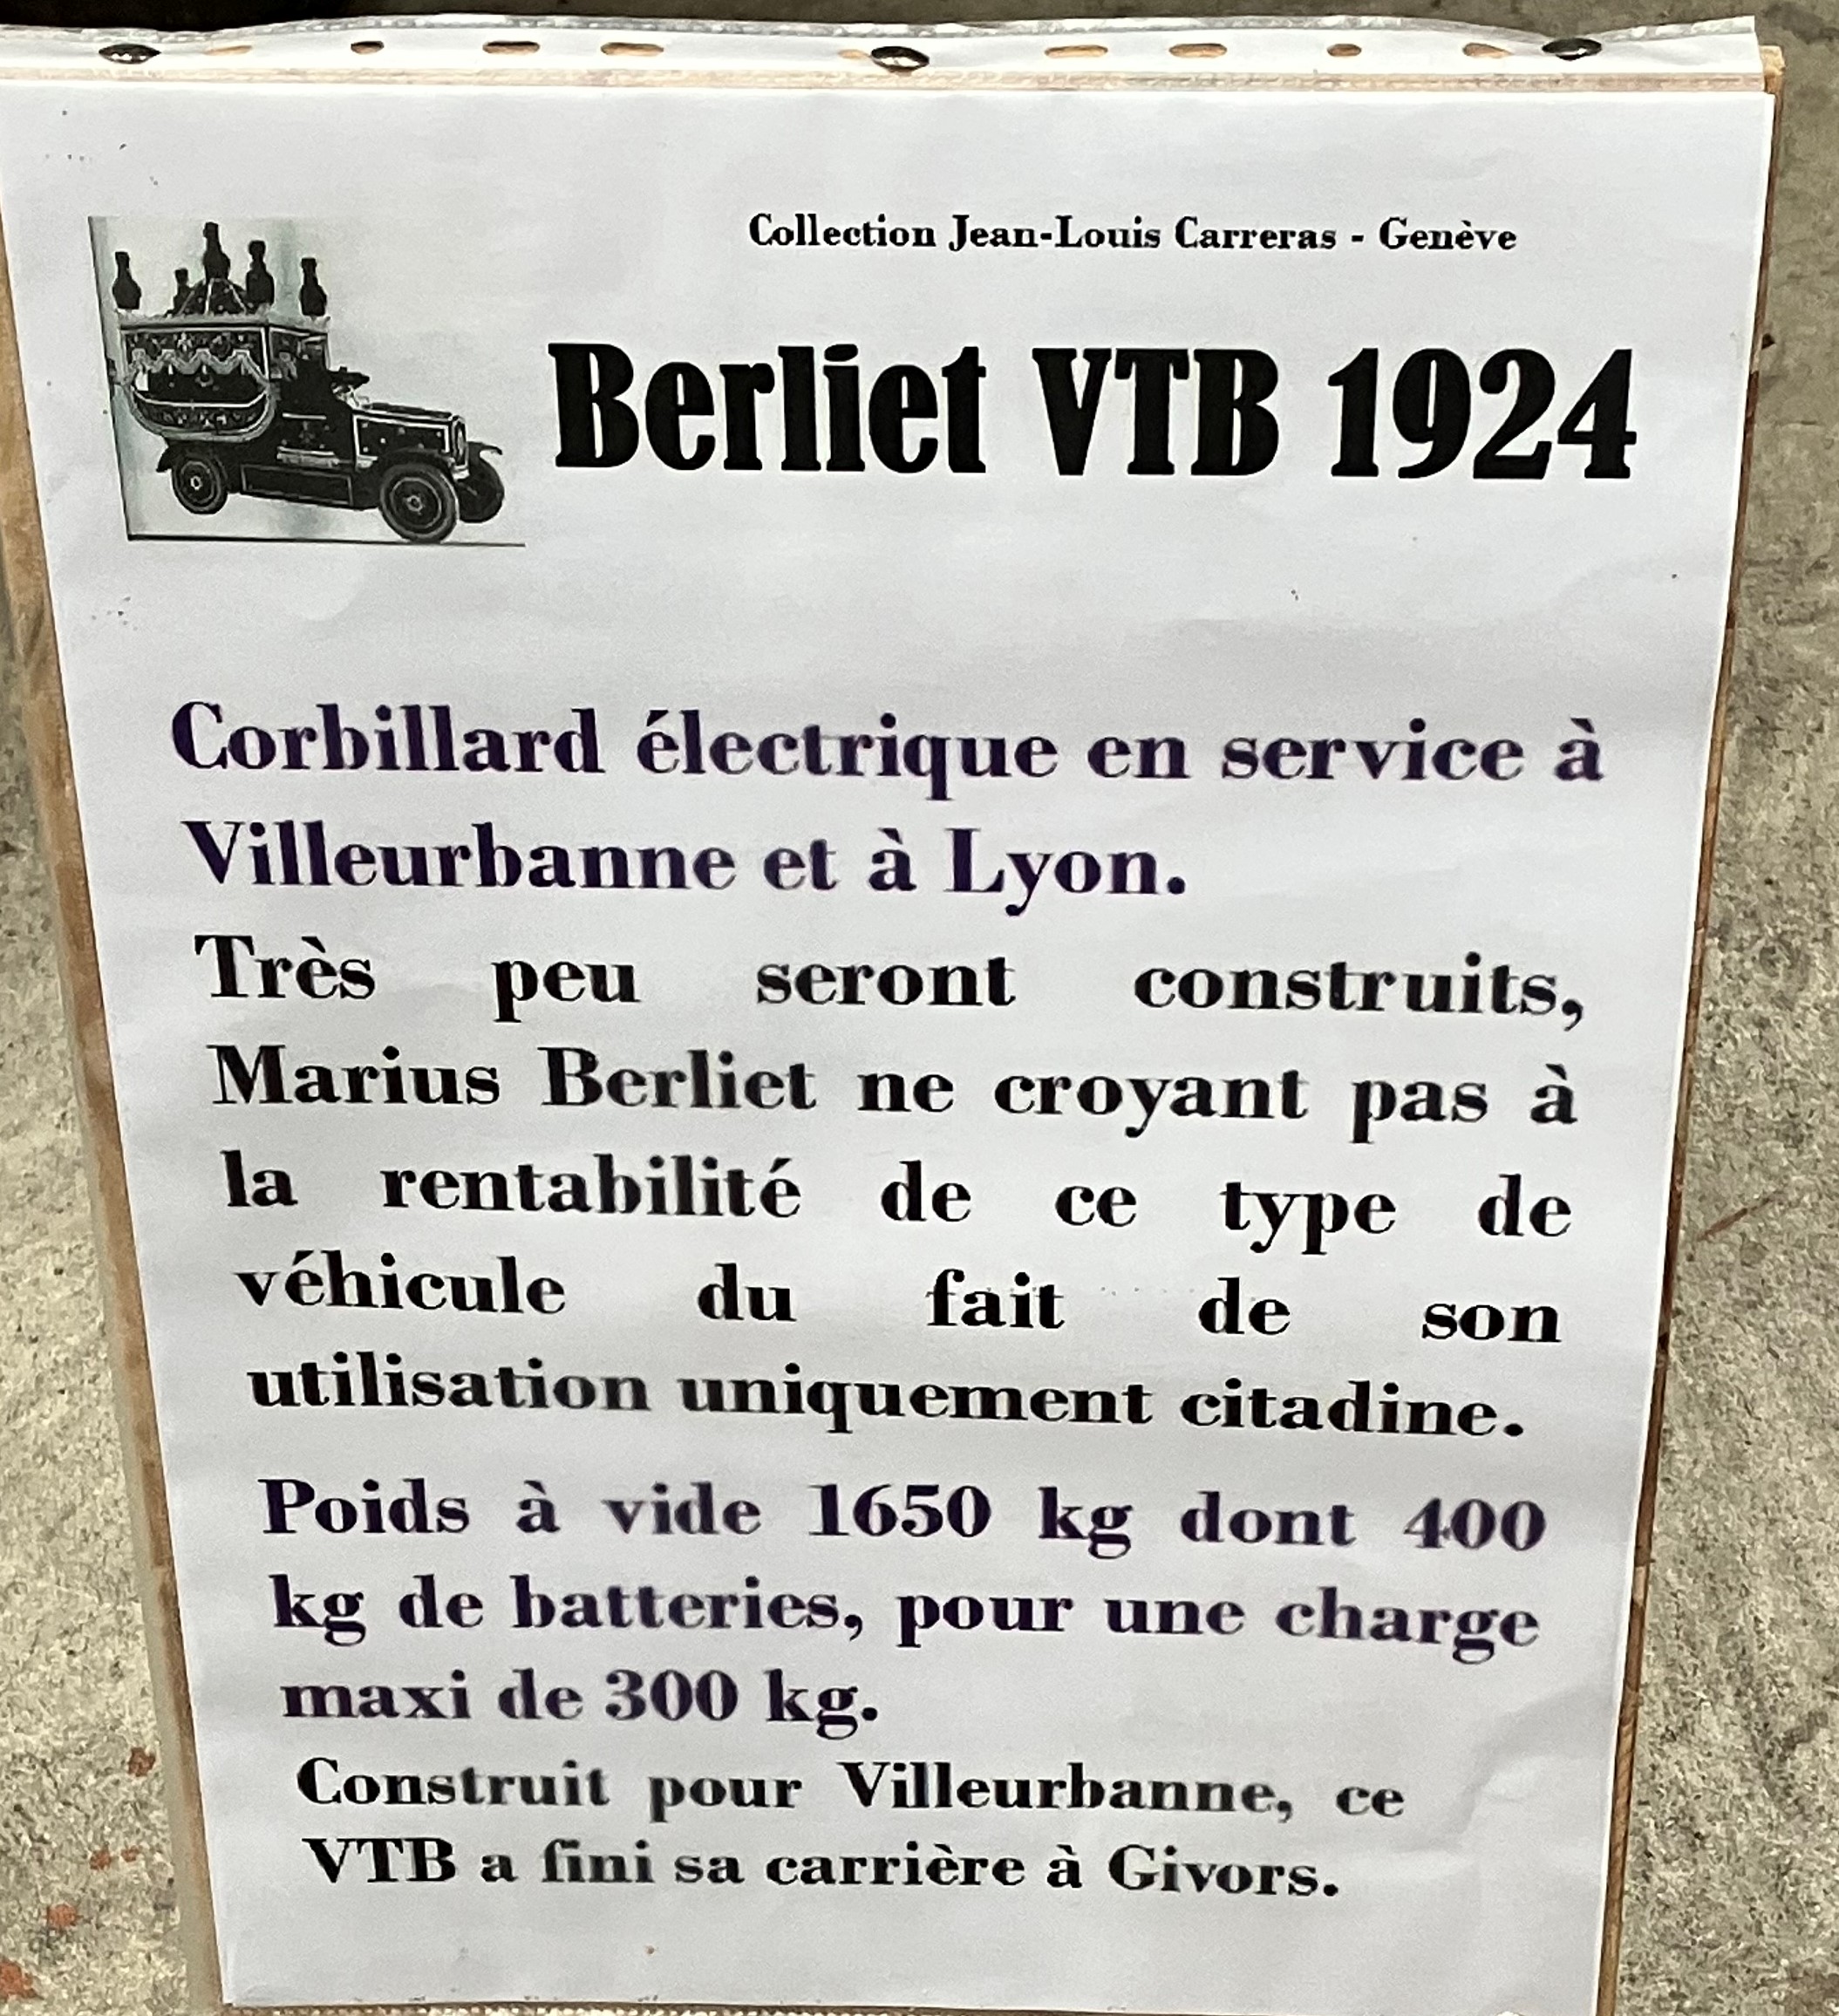 Collection Jean-Louis Carreras - Genève
Berliet VTB 1924
Corbillard électrique en service à
Villeurbanne et à Lyon.
Très peu seront construits,
Marius Berliet ne croyant pas à
la rentabilité de ce type de
véhicule du fait de son
utilisation uniquement citadine.
Poids à vide 1650 kg dont 400
kg de batteries, pour une charge
maxi de 300 kg.
Construit pour Villeurbanne, ce
VTB a fini sa carrière à Givors.